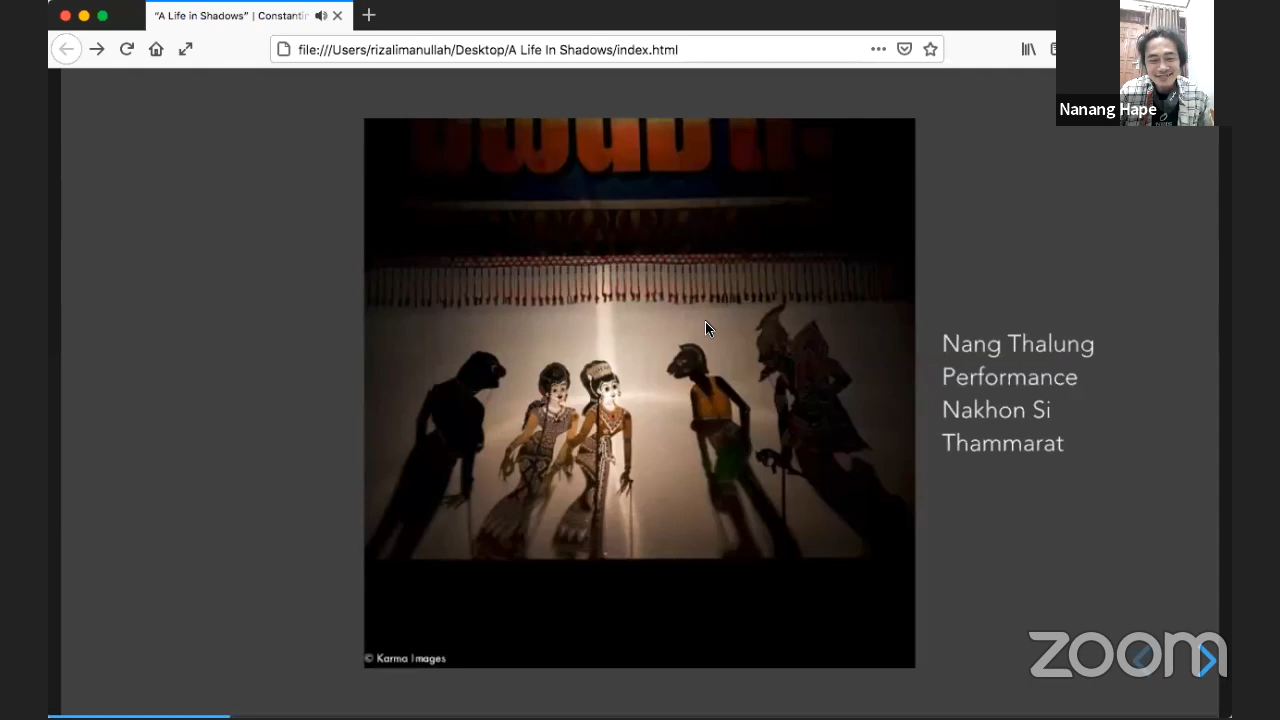 "A Life in Shadows" | Constantin
file:///Users/rizalimanullah/Desktop/A Life In Shadows/index.html
Nanang Hape
Nang Thalung
Performance
Nakhon Si
Thammarat
© Karma Images
zoom